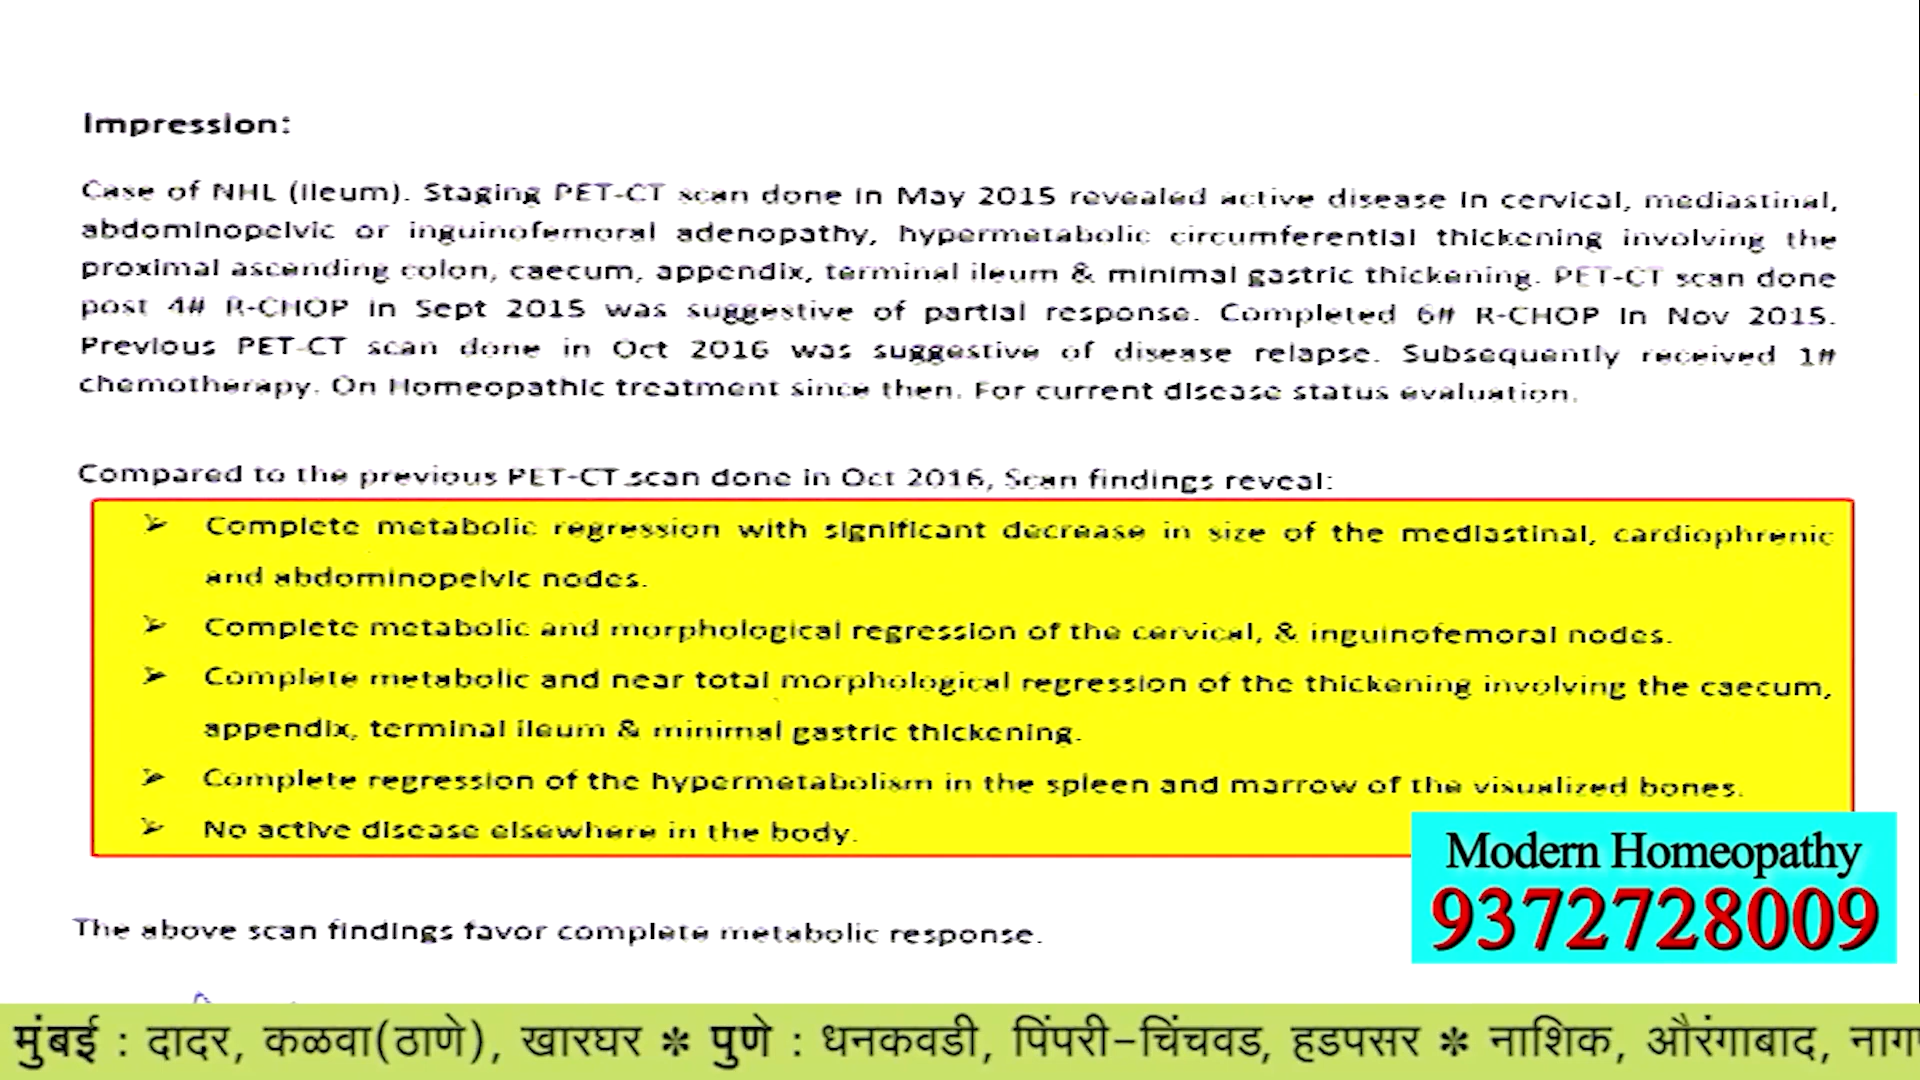 Impression:
Case of NHL (Ileum). Staging PET-CT scan done in May 2015 revealed active disease in cervical, mediastinal,
abdominopelvic or inguinofemoral adenopathy, hypermetabolic circumferential thickening involving the
proximal ascending colon, caecum, appendix, terminal ileum & minimal gastric thickening. PET-CT scan done
post 4# R-CHOP in Sept 2015 was suggestive of partial response. Completed 6# R-CHOP in Nov 2015.
Previous PET-CT scan done in Oct 2016 was suggestive of disease relapse. Subsequently received 1#
chemotherapy. On Homeopathic treatment since then. For current disease status evaluation.
Compared to the previous PET-CT scan done in Oct 2016, Scan findings reveal:
➢ Complete metabolic regression with significant decrease in size of the mediastinal, cardiophrenic
and abdominopelvic nodes.
➢ Complete metabolic and morphological regression of the cervical, & inguinofemoral nodes.
➢ Complete metabolic and near total morphological regression of the thickening involving the caecum,
appendix, terminal ileum & minimal gastric thickening.
➢ Complete regression of the hypermetabolism in the spleen and marrow of the visualized bones.
➢ No active disease elsewhere in the body.
Modern Homeopathy
9372728009
The above scan findings favor complete metabolic response.
मुंबई : दादर, कळवा(ठाणे), खारघर * पुणे : धनकवडी, पिंपरी-चिंचवड, हडपसर * नाशिक, औरंगाबाद, नाग